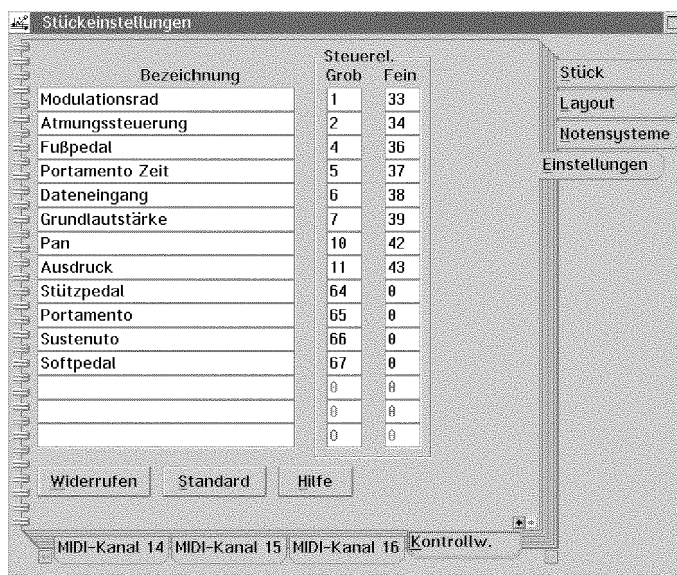 Stückeinstellungen
Steuerel.
Bezeichnung Grob Fein
Modulationsrad 1 33
Atmungssteuerung 2 34
Fußpedal 4 36
Portamento Zeit 5 37
Dateneingang 6 38
Grundlautstärke 7 39
Pan 10 42
Ausdruck 11 43
Stützpedal 64 0
Portamento 65 0
Sustenuto 66 0
Softpedal 67 0
0 0
0 0
0 0
Widerrufen Standard Hilfe
MIDI-Kanal 14 MIDI-Kanal 15 MIDI-Kanal 16 Kontrollw.
Stück
Layout
Notensysteme
Einstellungen